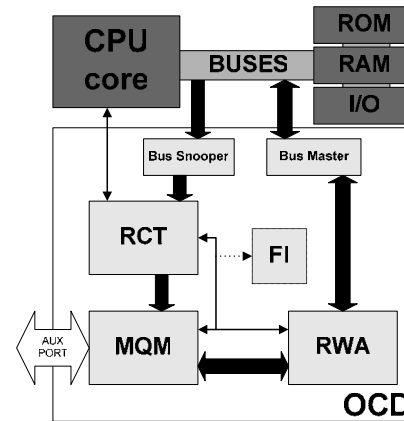 CPU
core
BUSES
ROM
RAM
I/O
Bus Snooper
Bus Master
RCT
FI
AUX
PORT
MQM
RWA
OCD